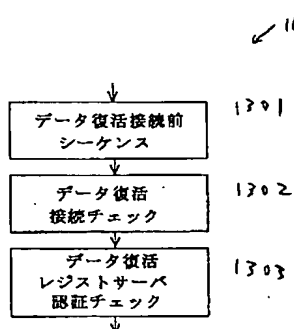 データ復活接続前
シーケンス
1301
データ復活
接続チェック
1302
データ復活
レジストサーバ
認証チェック
1303